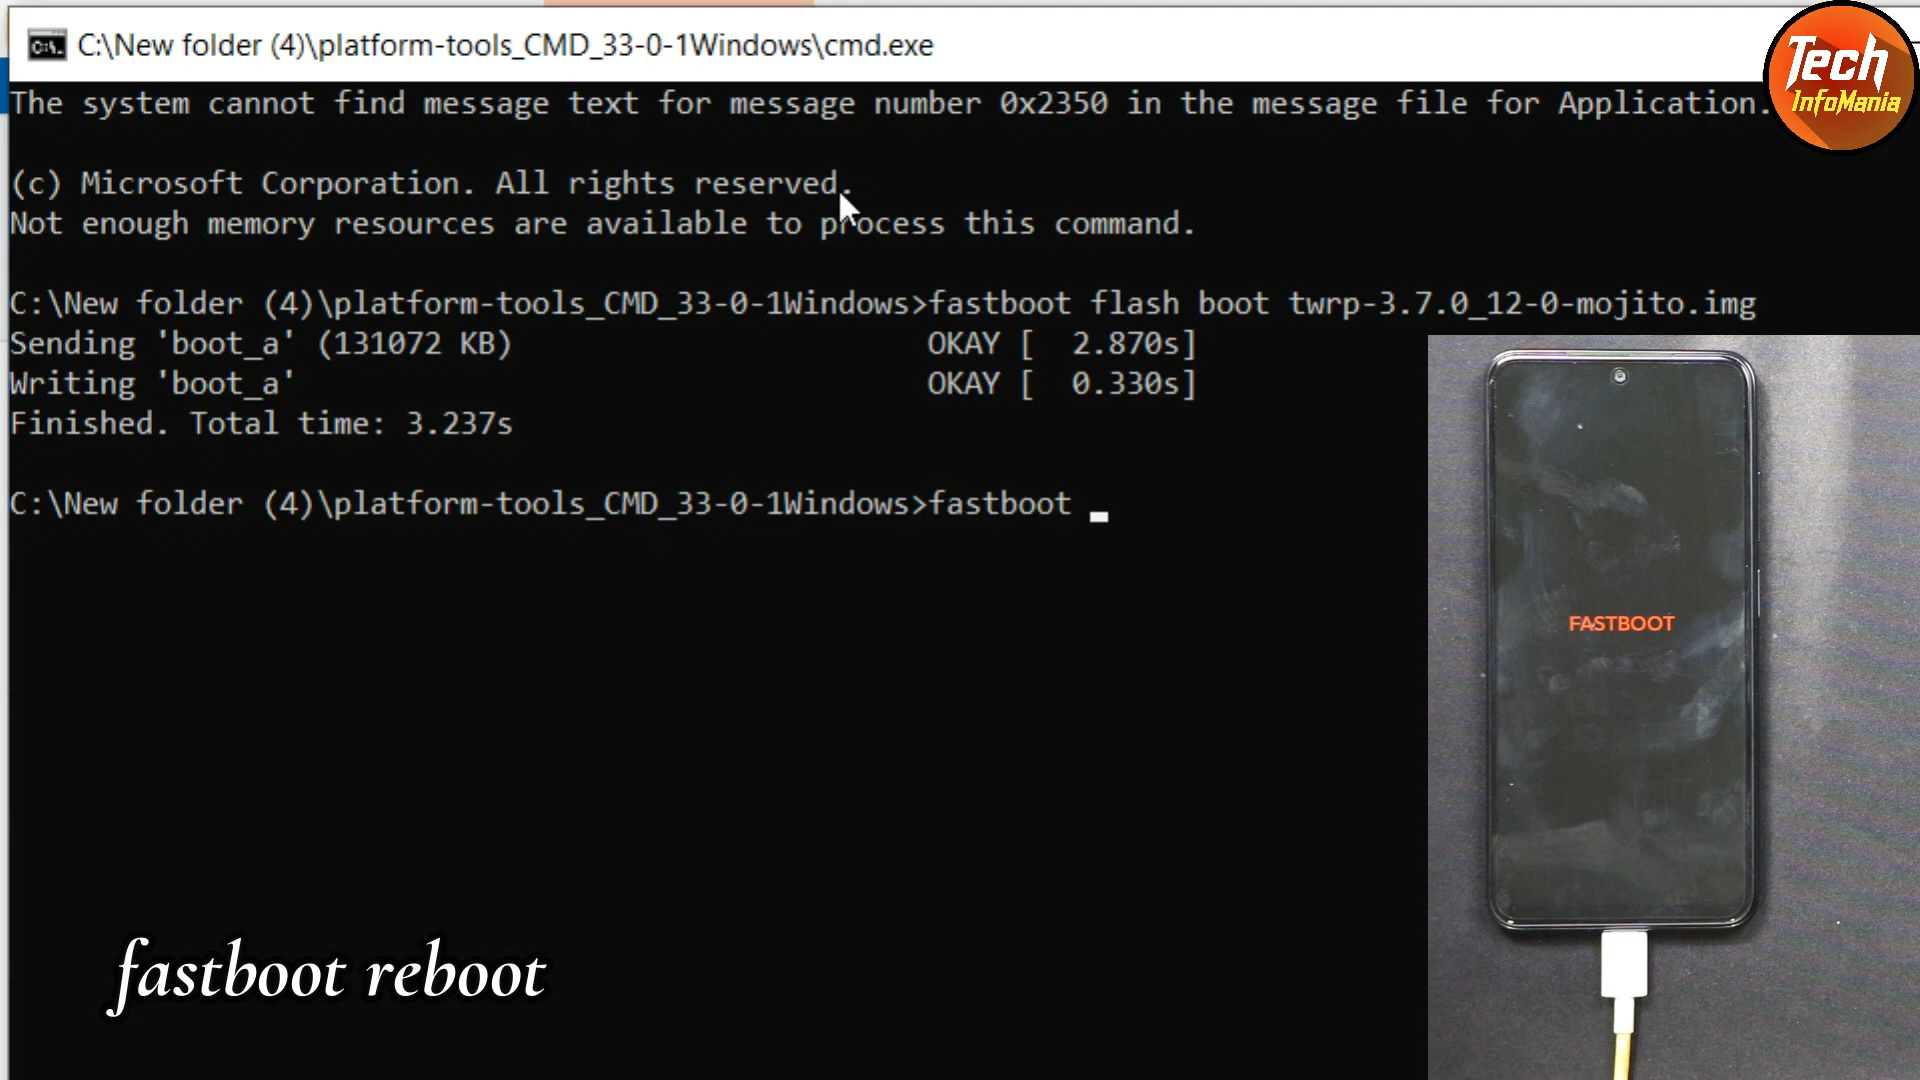 C:\New folder (4)\platform-tools_CMD_33-0-1Windows\cmd.exe
Tech
InfoMania
The system cannot find message text for message number 0x2350 in the message file for Application.
(c) Microsoft Corporation. All rights reserved.
Not enough memory resources are available to process this command.
C:\New folder (4)\platform-tools_CMD_33-0-1Windows>fastboot flash boot twrp-3.7.0_12-0-mojito.img
Sending 'boot_a' (131072 KB) OKAY [ 2.870s]
Writing 'boot_a' OKAY [ 0.330s]
Finished. Total time: 3.237s
C:\New folder (4)\platform-tools_CMD_33-0-1Windows>fastboot
FASTBOOT
fastboot reboot